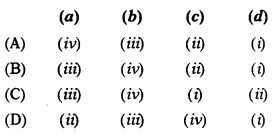 (a) (b) (c) (d)
(A) (iv) (iii) (ii) (i)
(B) (iii) (iv) (ii) (i)
(C) (iii) (iv) (i) (ii)
(D) (ii) (iii) (iv) (i)